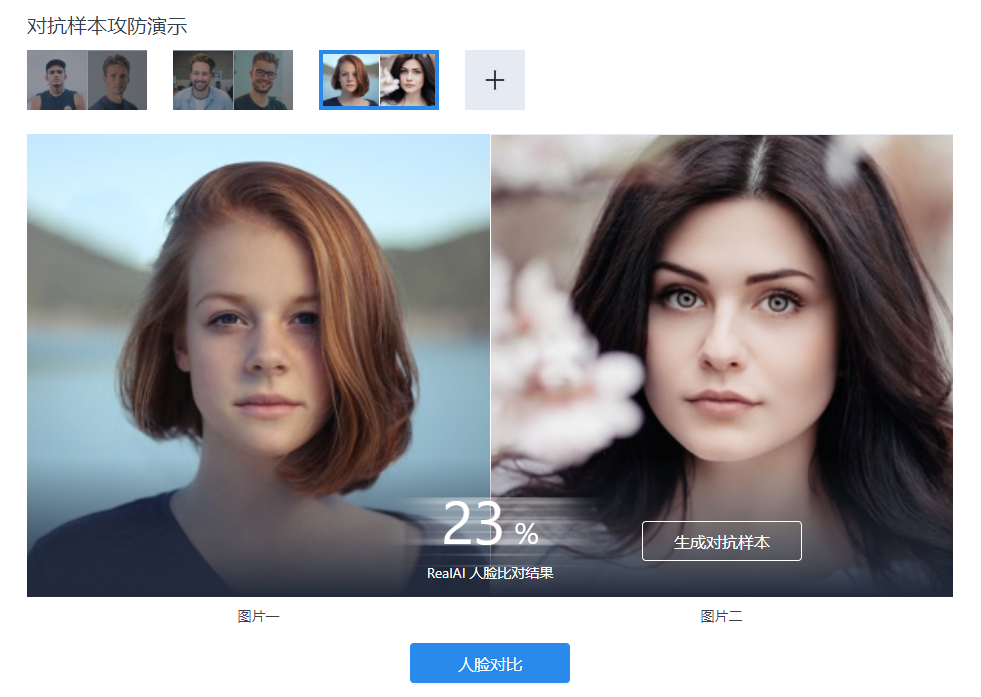 对抗样本攻防演示
23 %
RealAI 人脸比对结果
生成对抗样本
图片一
图片二
人脸对比